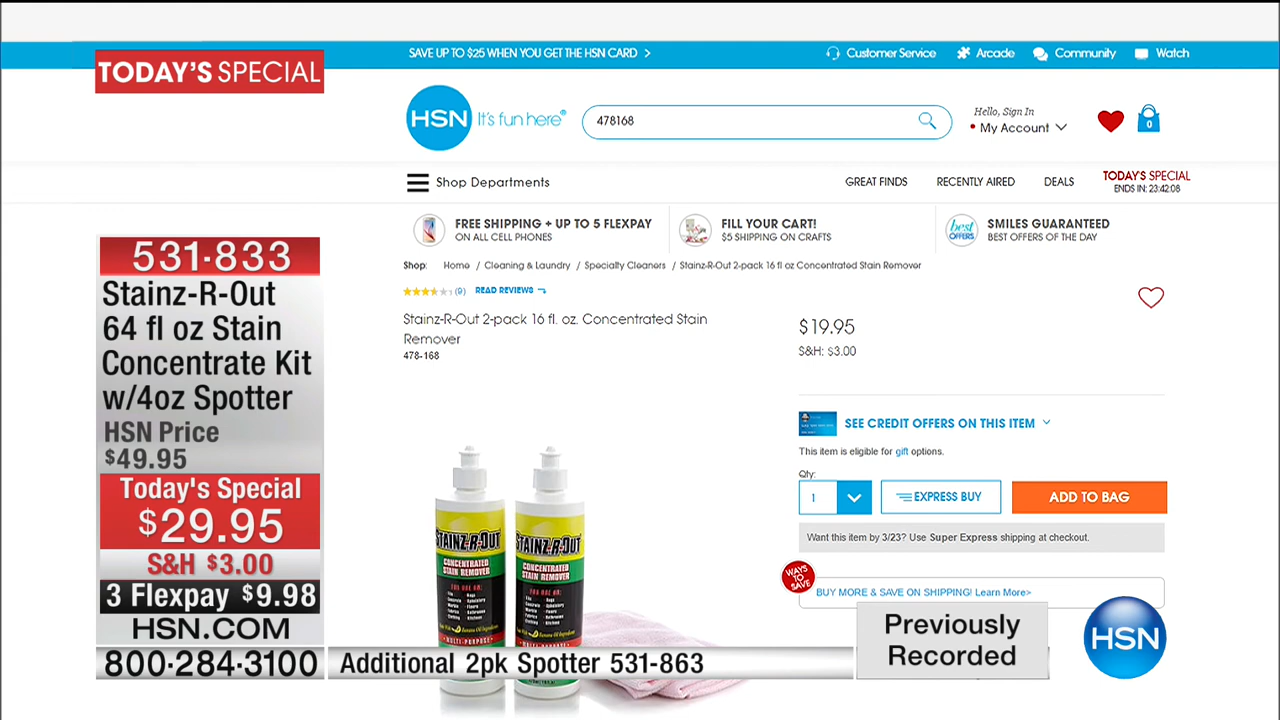 SAVE UP TO $25 WHEN YOU GET THE HSN CARD >
Customer Service
Arcade
Community
Watch
TODAY'S SPECIAL
HSN It's fun here®
478168
Hello, Sign In
My Account
0
Shop Departments
GREAT FINDS
RECENTLY AIRED
DEALS
TODAY'S SPECIAL
ENDS IN: 23:42:08
FREE SHIPPING + UP TO 5 FLEXPAY
ON ALL CELL PHONES
FILL YOUR CART!
$5 SHIPPING ON CRAFTS
best OFFERS
SMILES GUARANTEED
BEST OFFERS OF THE DAY
Shop: Home / Cleaning & Laundry / Specialty Cleaners / Stainz-R-Out 2-pack 16 fl oz Concentrated Stain Remover
(9) READ REVIEWS
Stainz-R-Out 2-pack 16 fl. oz. Concentrated Stain
Remover
478-168
$19.95
S&H: $3.00
SEE CREDIT OFFERS ON THIS ITEM
This item is eligible for gift options.
Qty:
1
EXPRESS BUY
ADD TO BAG
Want this item by 3/23? Use Super Express shipping at checkout.
WAYS TO SAVE
BUY MORE & SAVE ON SHIPPING! Learn More>
531-833
Stainz-R-Out
64 fl oz Stain
Concentrate Kit
w/4oz Spotter
HSN Price
$49.95
Today's Special
$29.95
S&H $3.00
3 Flexpay $9.98
HSN.COM
800-284-3100
STAINZ-R-OUT
CONCENTRATED
STAIN REMOVER
FOR USE ON:
MULTI-PURPOSE
STAINZ-R-OUT
CONCENTRATED
STAIN REMOVER
FOR USE ON:
MULTI-PURPOSE
Additional 2pk Spotter 531-863
Previously
Recorded
HSN